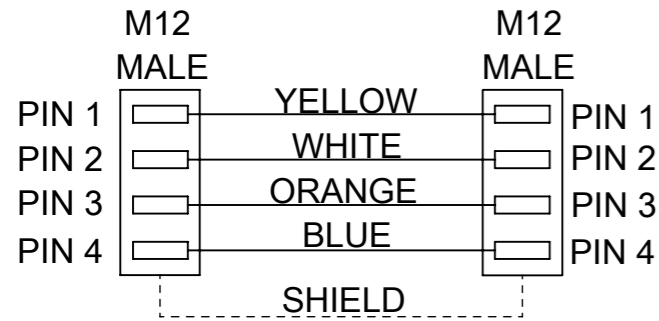 M12 M12
MALE MALE
PIN 1 YELLOW PIN 1
PIN 2 WHITE PIN 2
PIN 3 ORANGE PIN 3
PIN 4 BLUE PIN 4
SHIELD